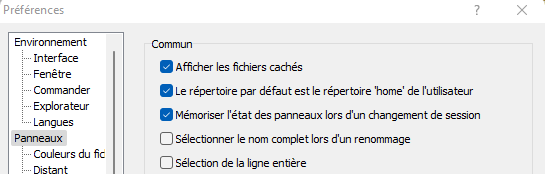 Préférences
?
Environnement
Interface
Fenêtre
Commander
Explorateur
Langues
Panneaux
Couleurs du fic
Distant
Commun
Afficher les fichiers cachés
Le répertoire par défaut est le répertoire 'home' de l'utilisateur
Mémoriser l'état des panneaux lors d'un changement de session
Sélectionner le nom complet lors d'un renommage
Sélection de la ligne entière